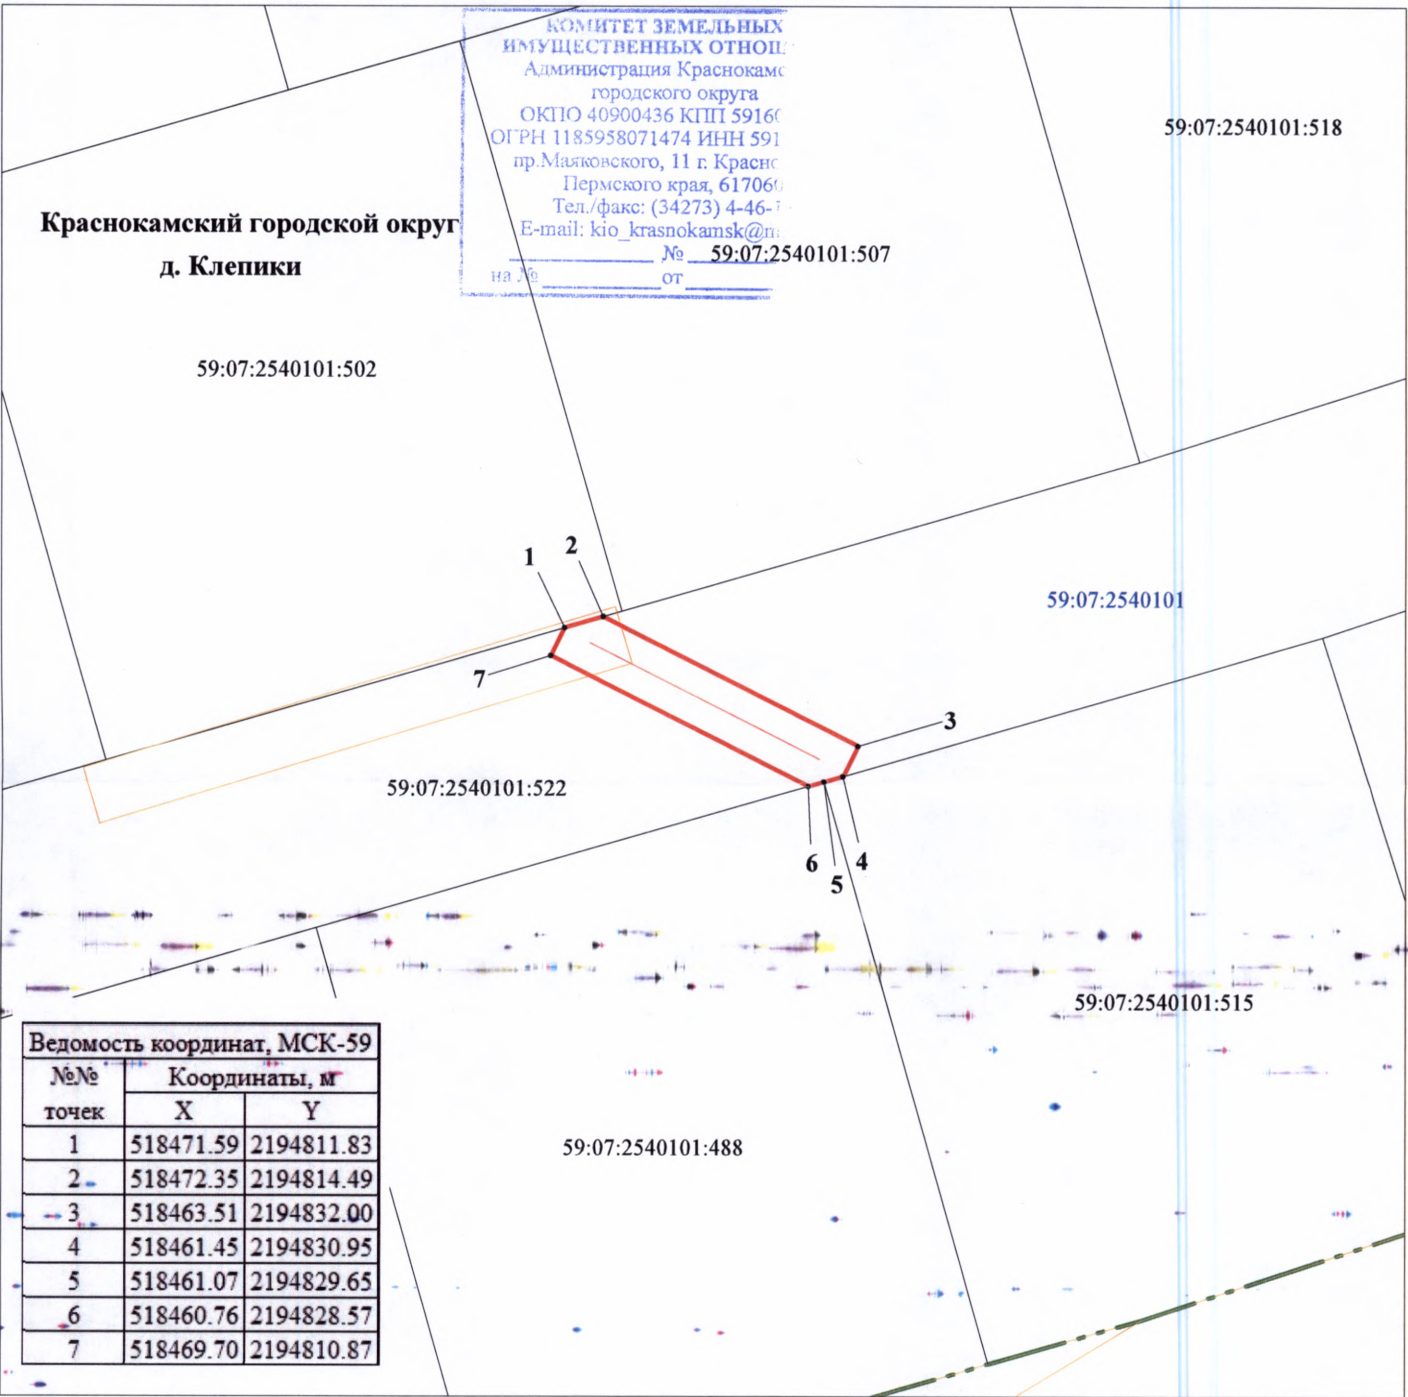 КОМИТЕТ ЗЕМЕЛЬНЫХ
ИМУЩЕСТВЕННЫХ
Администрация
городского округа
ОКПО 40900436 КПП
ОГРН 1185958071474 ИНН
пр.Маяковского, 11 г.
Пермского края,
Тел./факс: (34273)
E-mail:
№
на № от
59:07:2540101:518
Краснокамский городской округ
д. Клепики
59:07:2540101:507
59:07:2540101:502
1
2
59:07:2540101
7
3
59:07:2540101:522
6
4
5
59:07:2540101:515
59:07:2540101:488
Ведомость координат, МСК-59
№№ точек Координаты, м
X Y
1 518471.59 2194811.83
2 518472.35 2194814.49
3 518463.51 2194832.00
4 518461.45 2194830.95
5 518461.07 2194829.65
6 518460.76 2194828.57
7 518469.70 2194810.87